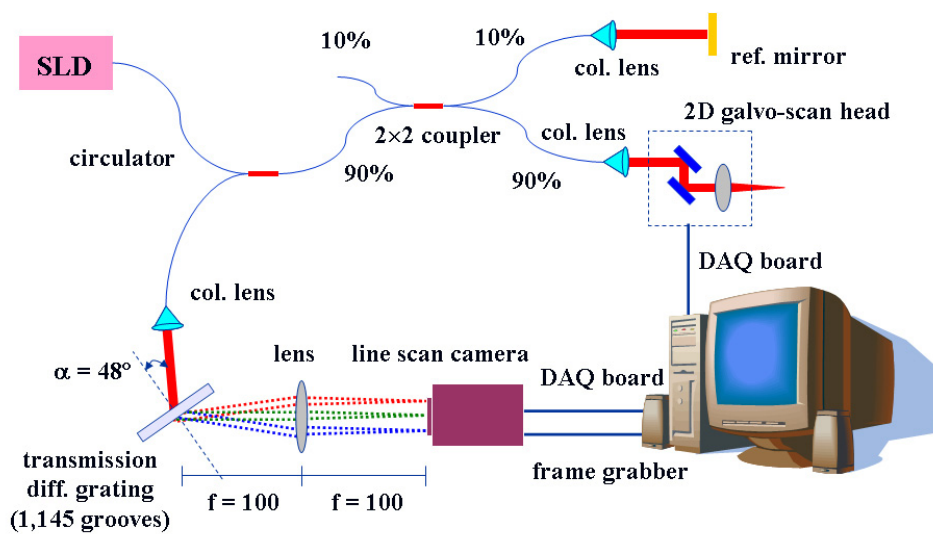 10%
10%
SLD
col. lens
ref. mirror
2D galvo-scan head
2×2 coupler
col. lens
circulator
90%
90%
DAQ board
col. lens
lens
line scan camera
α = 48°
DAQ board
transmission
diff. grating
(1,145 grooves)
frame grabber
f = 100
f = 100